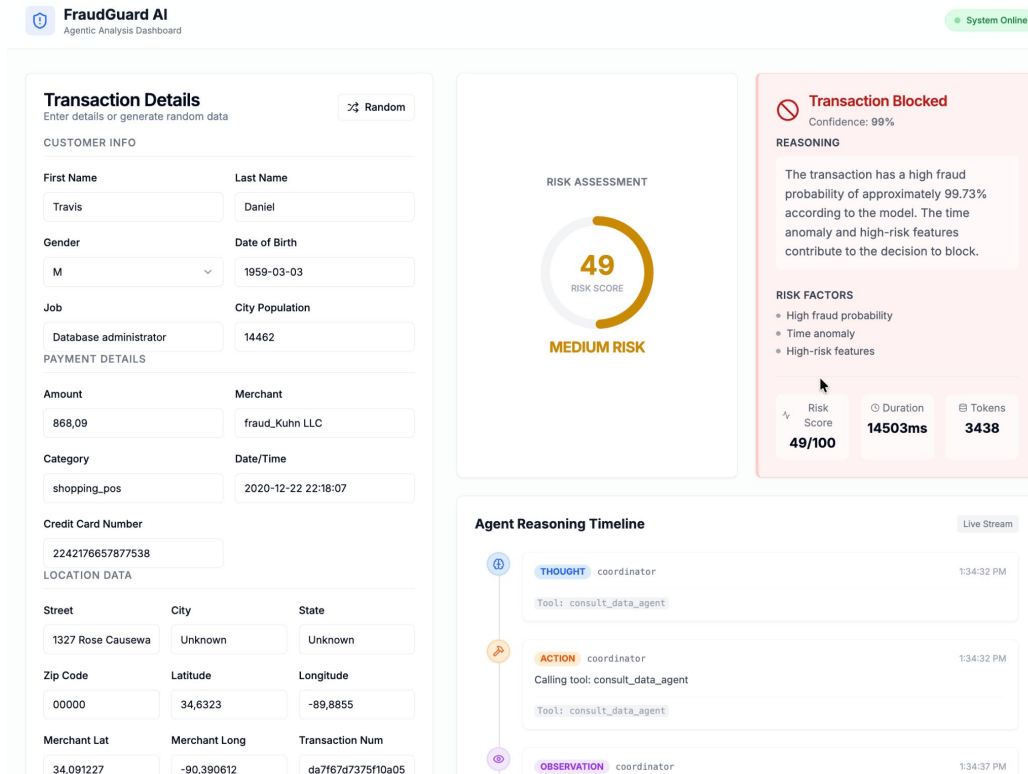 FraudGuard AI
Agentic Analysis Dashboard
System Online
Transaction Details
Enter details or generate random data
Random
CUSTOMER INFO
First Name
Last Name
Travis
Daniel
Gender
Date of Birth
M
1959-03-03
Job
City Population
Database administrator
14462
PAYMENT DETAILS
Amount
Merchant
868,09
fraud_Kuhn LLC
Category
Date/Time
shopping_pos
2020-12-22 22:18:07
Credit Card Number
2242176657877538
LOCATION DATA
Street
City
State
1327 Rose Causewa
Unknown
Unknown
Zip Code
Latitude
Longitude
00000
34,6323
-89,8855
Merchant Lat
Merchant Long
Transaction Num
34.091227
-90.390612
da7f67d7375f10a05
RISK ASSESSMENT
49
RISK SCORE
MEDIUM RISK
Transaction Blocked
Confidence: 99%
REASONING
The transaction has a high fraud
probability of approximately 99.73%
according to the model. The time
anomaly and high-risk features
contribute to the decision to block.
RISK FACTORS
High fraud probability
Time anomaly
High-risk features
Risk
Score
49/100
Duration
14503ms
Tokens
3438
Agent Reasoning Timeline
Live Stream
THOUGHT coordinator
1:34:32 PM
Tool: consult_data_agent
ACTION coordinator
1:34:32 PM
Calling tool: consult_data_agent
Tool: consult_data_agent
OBSERVATION coordinator
1:34:37 PM